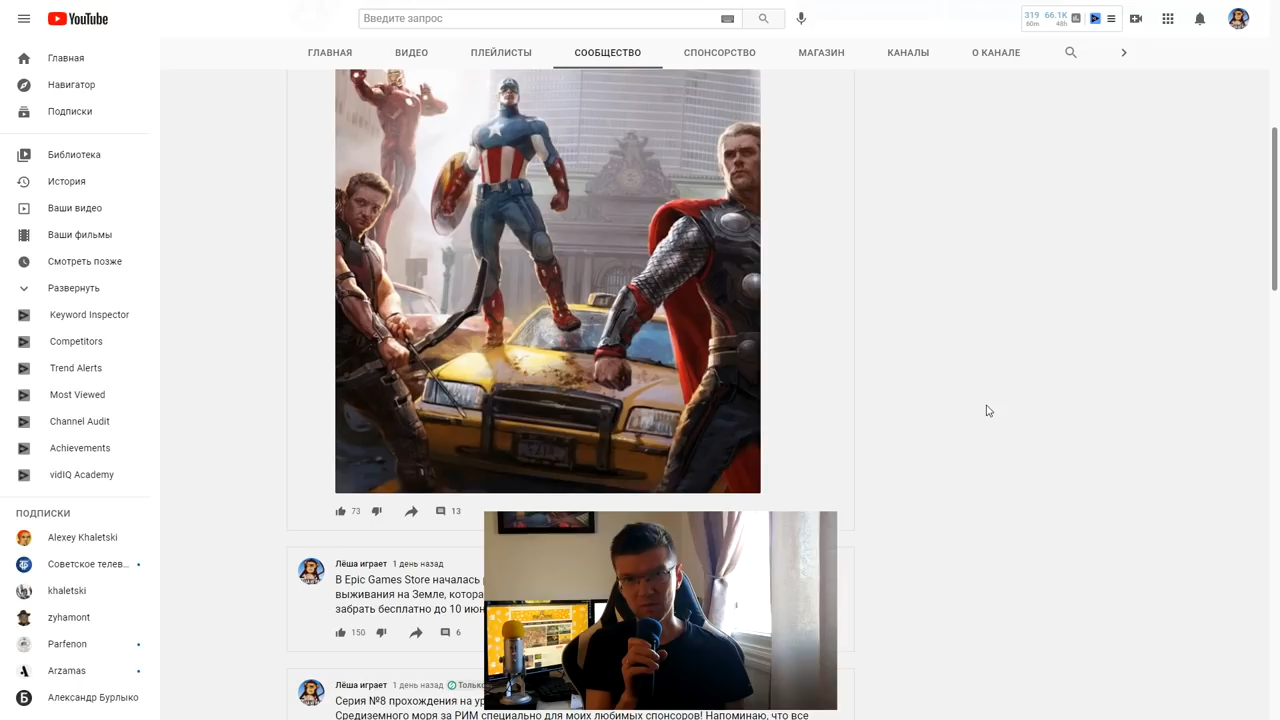 YouTube
Введите запрос
319 66.1K
60m 48h
ГЛАВНАЯ ВИДЕО ПЛЕЙЛИСТЫ СООБЩЕСТВО СПОНСОРСТВО МАГАЗИН КАНАЛЫ О КАНАЛЕ
Главная
Навигатор
Подписки
Библиотека
История
Ваши видео
Ваши фильмы
Смотреть позже
Развернуть
Keyword Inspector
Competitors
Trend Alerts
Most Viewed
Channel Audit
Achievements
vidIQ Academy
ПОДПИСКИ
Alexey Khaletski
Советское телев...
khaletski
zyhamont
Parfenon
Arzamas
Александр Бурлько
73 13
Лёша играет 1 день назад
В Epic Games Store началась
выживания на Земле, котора
забрать бесплатно до 10 июн
150 6
Лёша играет 1 день назад Только
Серия №8 прохождения на ур
Средиземного моря за РИМ специально для моих любимых спонсоров! Напоминаю, что все